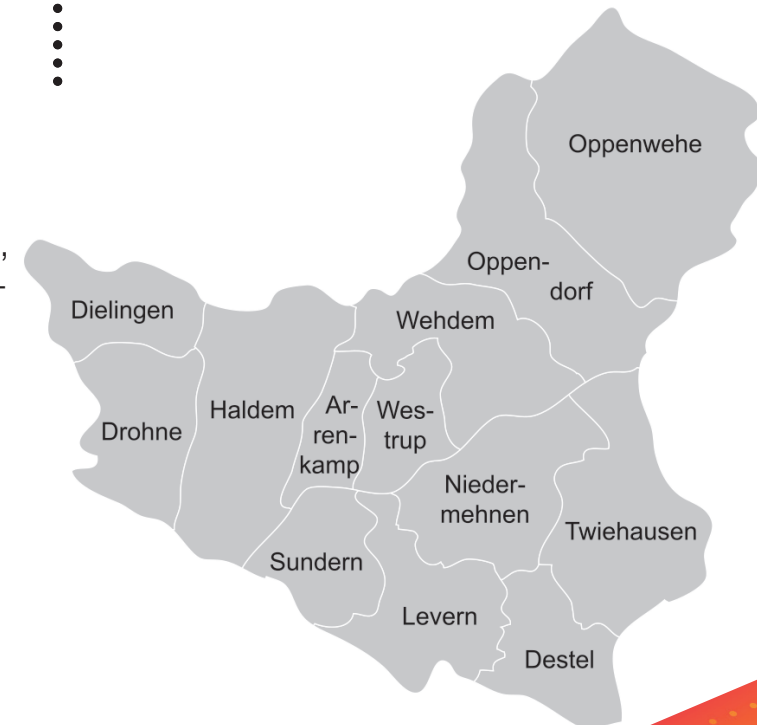 Oppenwehe
,
-
Oppen-
dorf
Dielingen
Wehdem
Haldem
Ar-
ren-
kamp
Wes-
trup
Drohne
Nieder-
mehnen
Twiehausen
Sundern
Levern
Destel